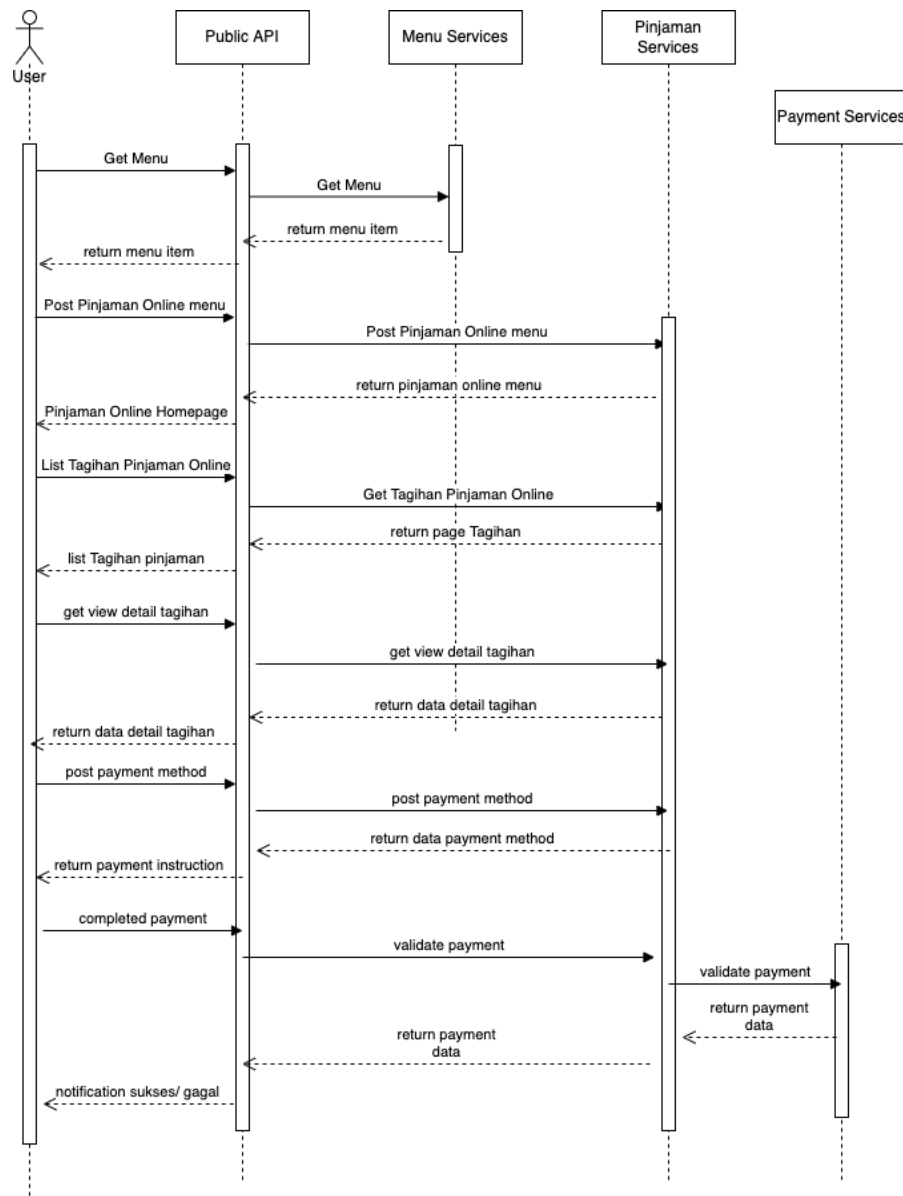 Public API
Menu Services
Pinjaman
Services
User
Payment Services
Get Menu
Get Menu
return menu item
return menu item
Post Pinjaman Online menu
Post Pinjaman Online menu
return pinjaman online menu
Pinjaman Online Homepage
List Tagihan Pinjaman Online
Get Tagihan Pinjaman Online
return page Tagihan
list Tagihan pinjaman
get view detail tagihan
get view detail tagihan
return data detail tagihan
return data detail tagihan
post payment method
post payment method
return data payment method
return payment instruction
completed payment
validate payment
validate payment
return payment
data
return payment
data
notification sukses/ gagal